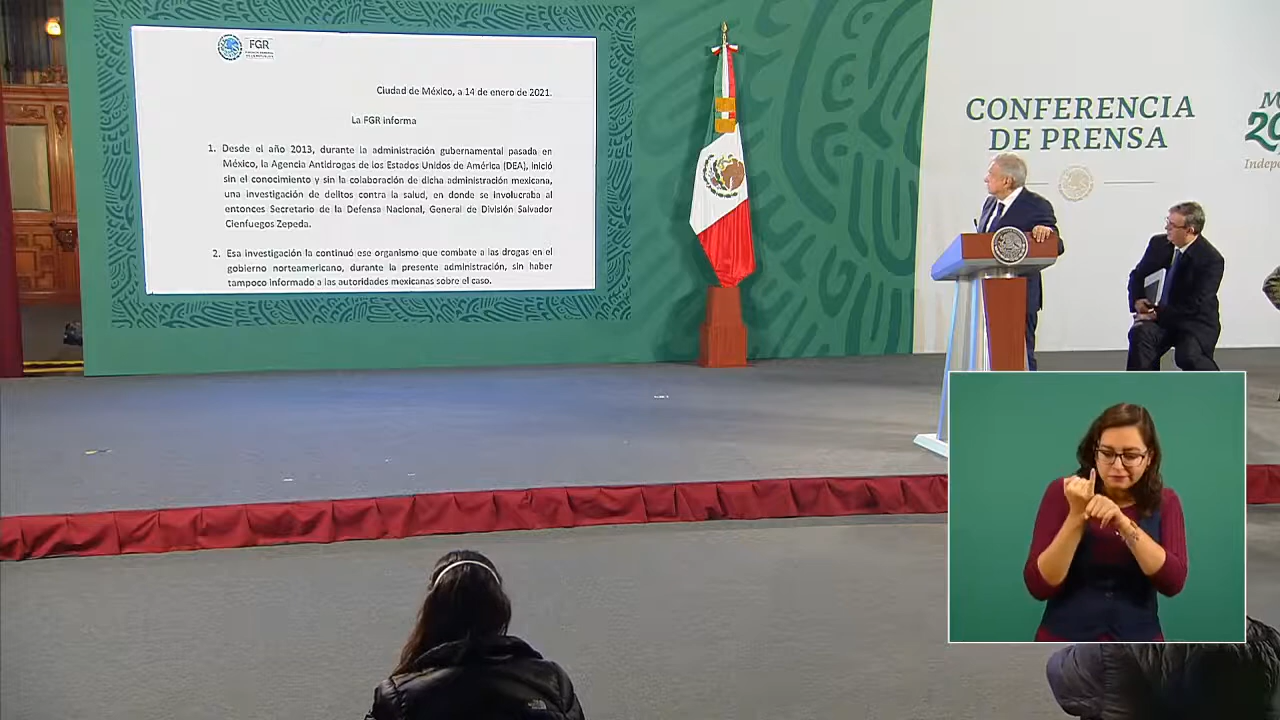 FGR
Ciudad de México, a 14 de enero de 2021.
La FGR informa
1. Desde el año 2013, durante la administración gubernamental pasada en
México, la Agencia Antidrogas de los Estados Unidos de América (DEA), inició
sin el conocimiento y sin la colaboración de dicha administración mexicana,
una investigación de delitos contra la salud, en donde se involucraba al
entonces Secretario de la Defensa Nacional, General de División Salvador
Cienfuegos Zepeda.
2. Esa investigación la continuó ese organismo que combate a las drogas en el
gobierno norteamericano, durante la presente administración, sin haber
tampoco informado a las autoridades mexicanas sobre el caso.
CONFERENCIA
DE PRENSA
M
20
Indepe